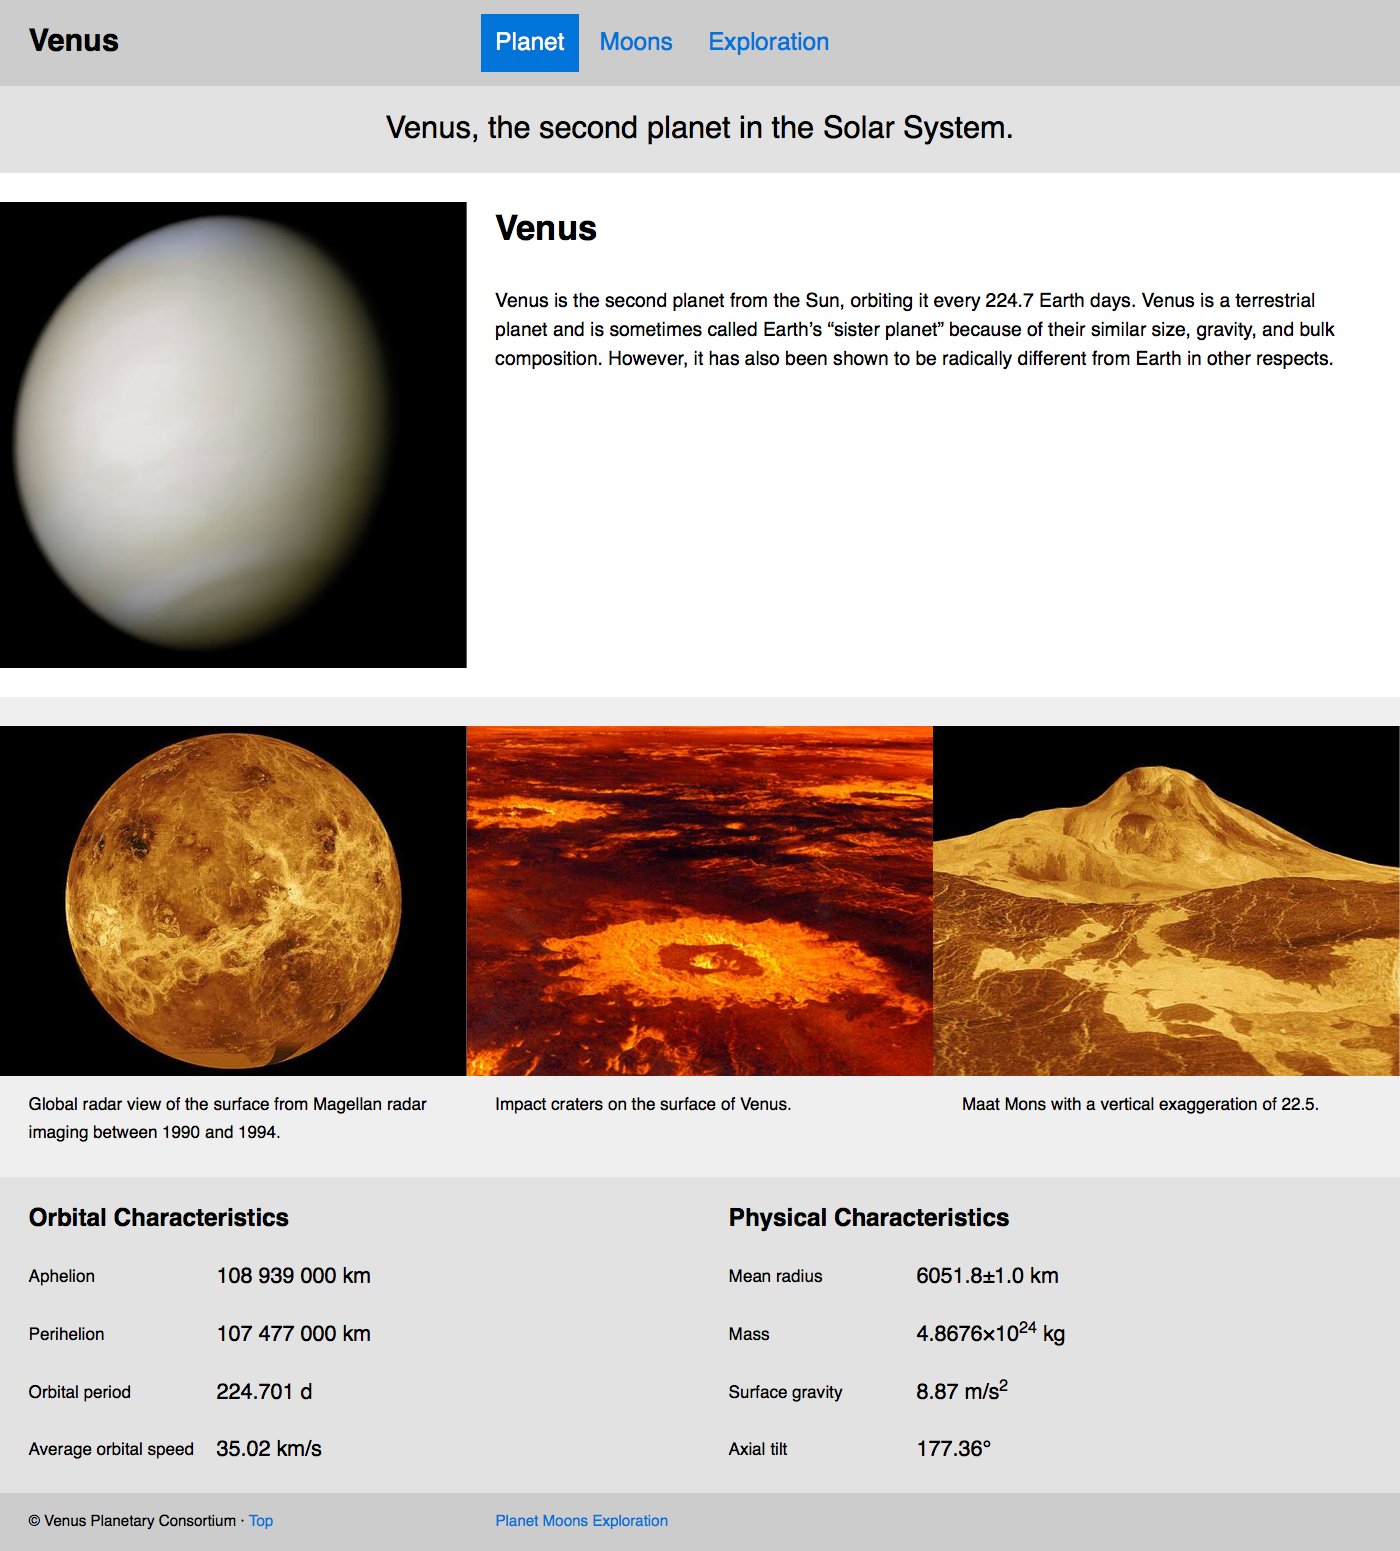 Venus
Planet Moons Exploration
Venus, the second planet in the Solar System.
Venus
Venus is the second planet from the Sun, orbiting it every 224.7 Earth days. Venus is a terrestrial
planet and is sometimes called Earth’s “sister planet” because of their similar size, gravity, and bulk
composition. However, it has also been shown to be radically different from Earth in other respects.
Global radar view of the surface from Magellan radar
imaging between 1990 and 1994.
Impact craters on the surface of Venus.
Maat Mons with a vertical exaggeration of 22.5.
Orbital Characteristics
Aphelion 108 939 000 km
Perihelion 107 477 000 km
Orbital period 224.701 d
Average orbital speed 35.02 km/s
Physical Characteristics
Mean radius 6051.8±1.0 km
Mass 4.8676×10²⁴ kg
Surface gravity 8.87 m/s²
Axial tilt 177.36°
© Venus Planetary Consortium · Top
Planet Moons Exploration